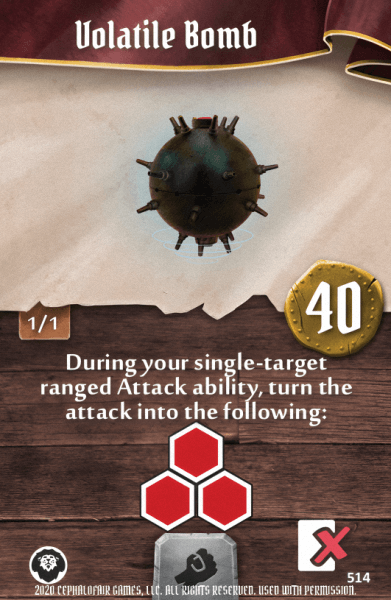 Volatile Bomb
40
1/1
During your single-target
ranged Attack ability, turn the
attack into the following:
514
2020 Cephalofair Games, LLC. All rights reserved. Used with permission.